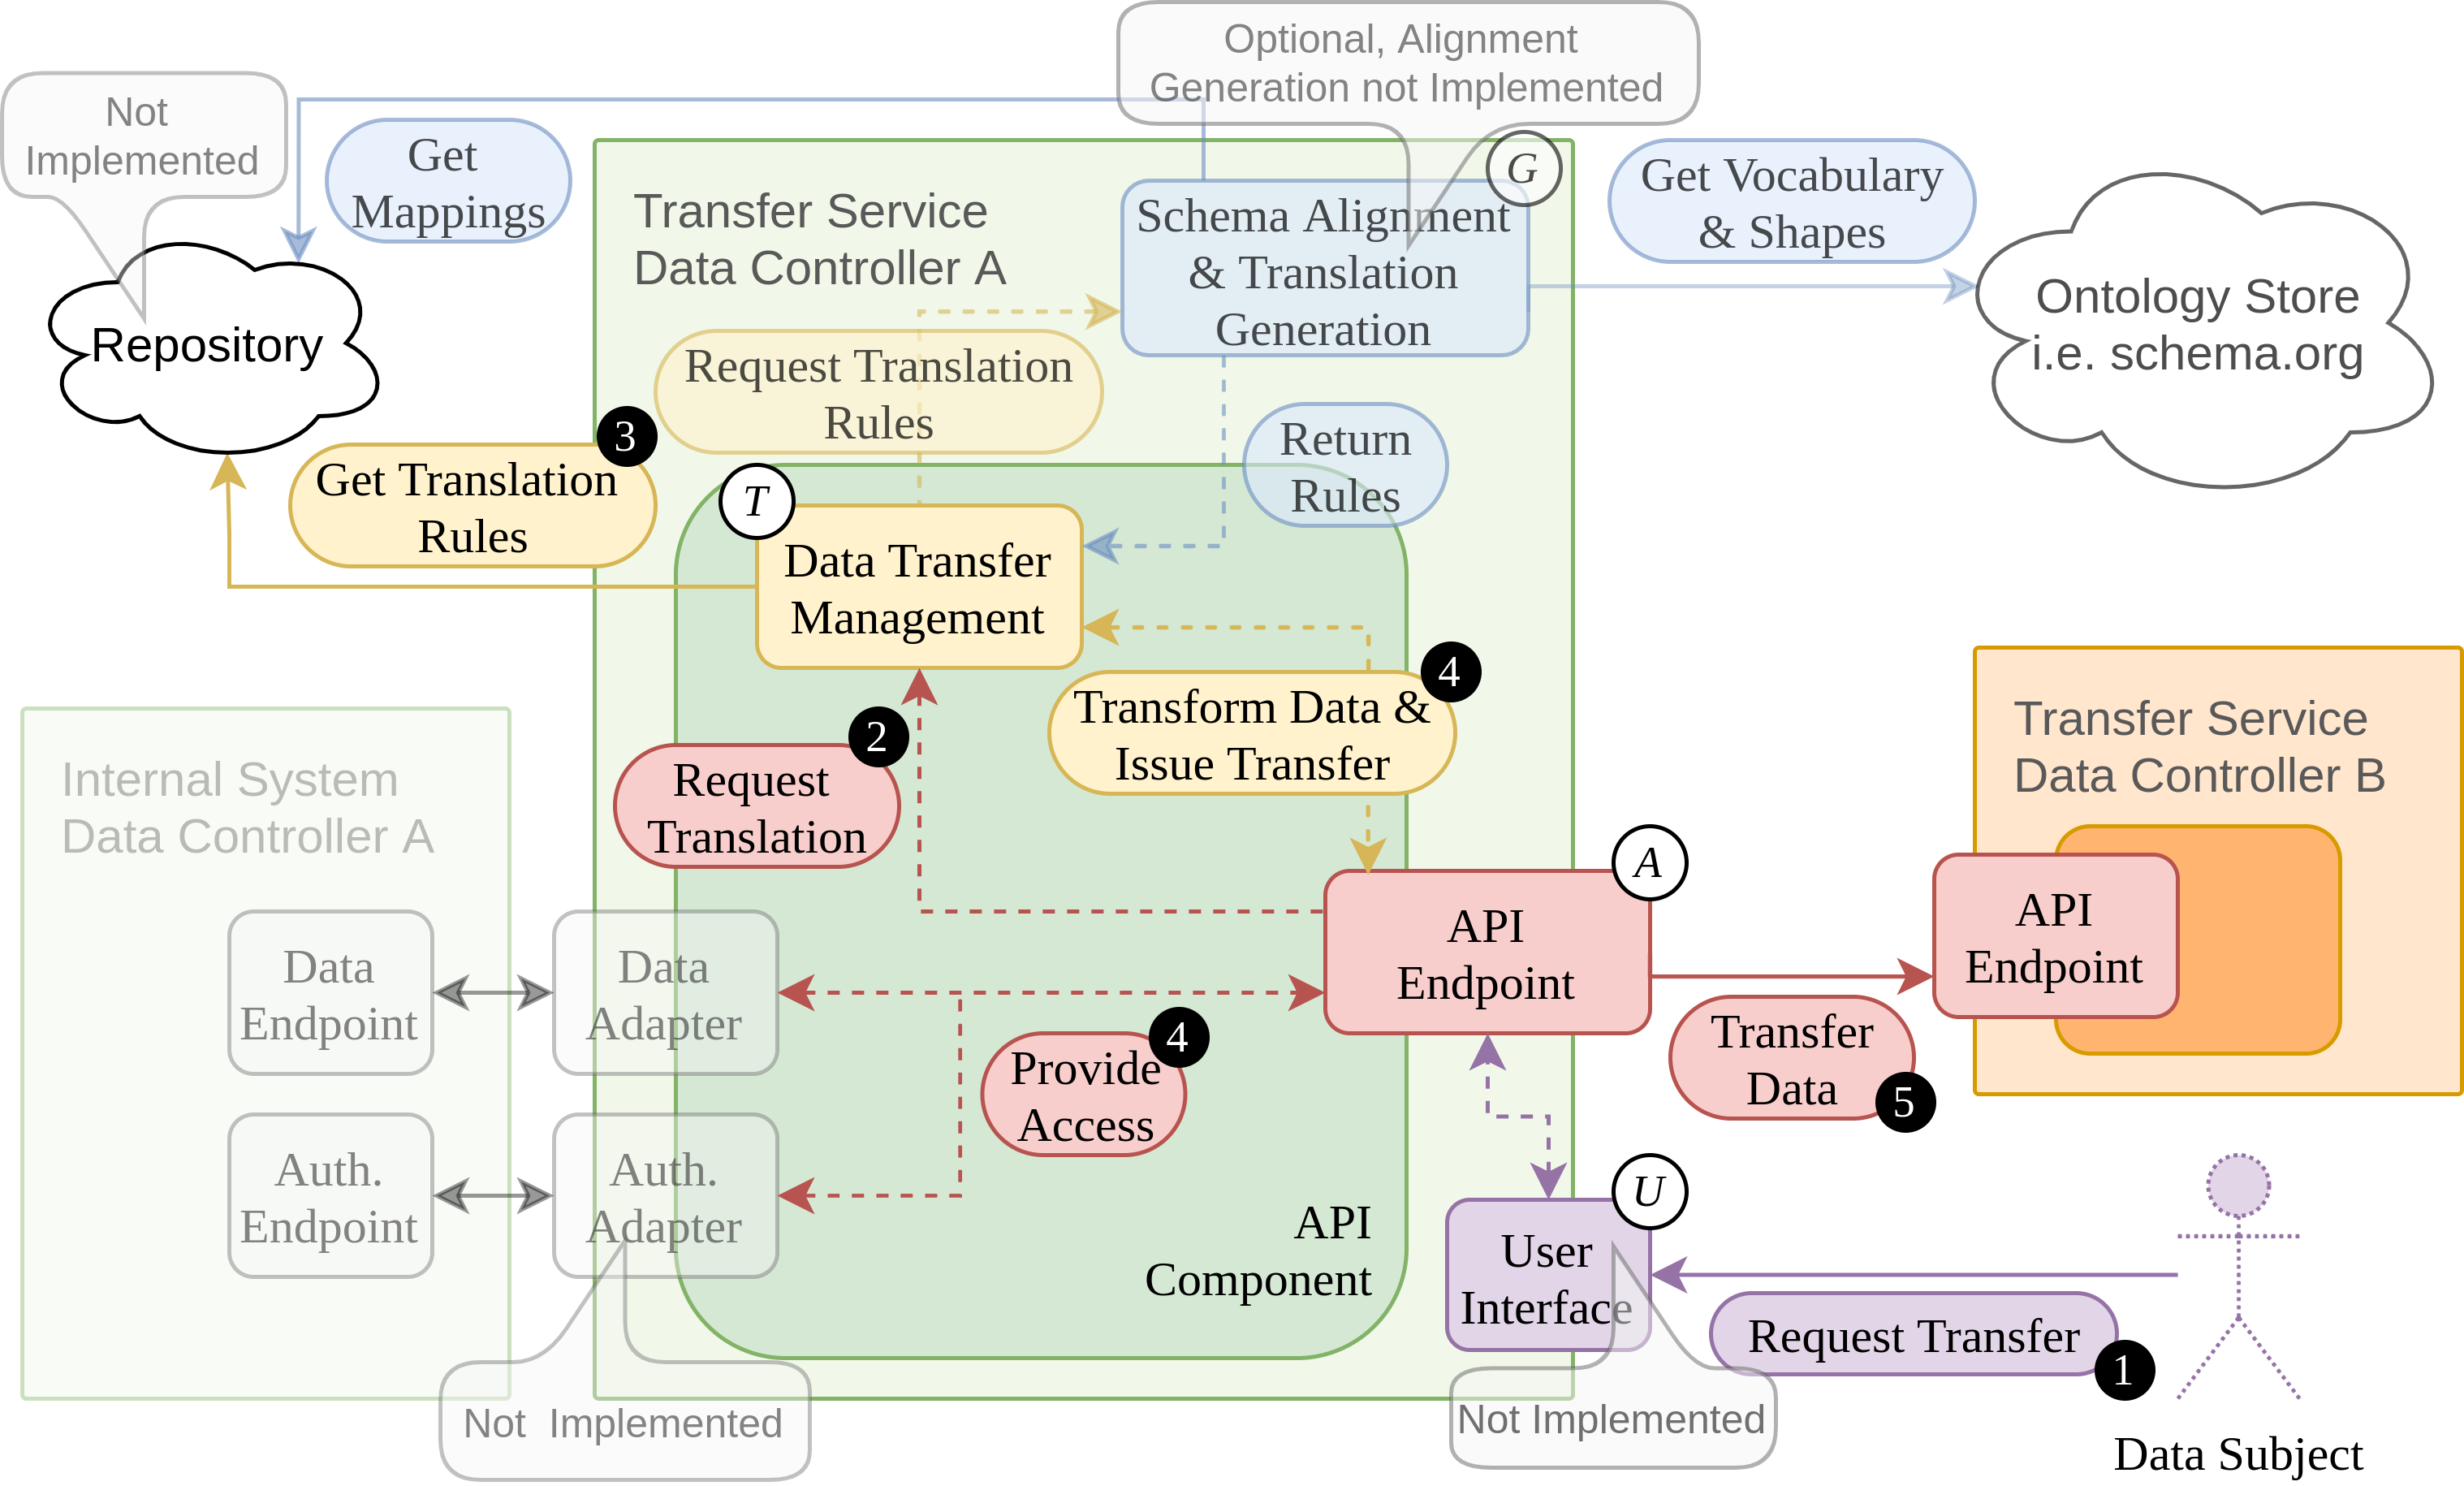 Optional, Alignment
Generation not Implemented
Not
Implemented
Get
Mappings
G
Get Vocabulary
& Shapes
Transfer Service
Data Controller A
Schema Alignment
& Translation
Generation
Ontology Store
i.e. schema.org
Repository
Request Translation
Rules
3
Get Translation
Rules
Return
Rules
T
Data Transfer
Management
4
Transform Data &
Issue Transfer
2
Request
Translation
Internal System
Data Controller A
Transfer Service
Data Controller B
A
API
Endpoint
API
Endpoint
Data
Endpoint
Data
Adapter
4
Provide
Access
Transfer
Data
5
Auth.
Endpoint
Auth.
Adapter
API
Component
U
User
Interface
Request Transfer
1
Not  Implemented
Not Implemented
Data Subject